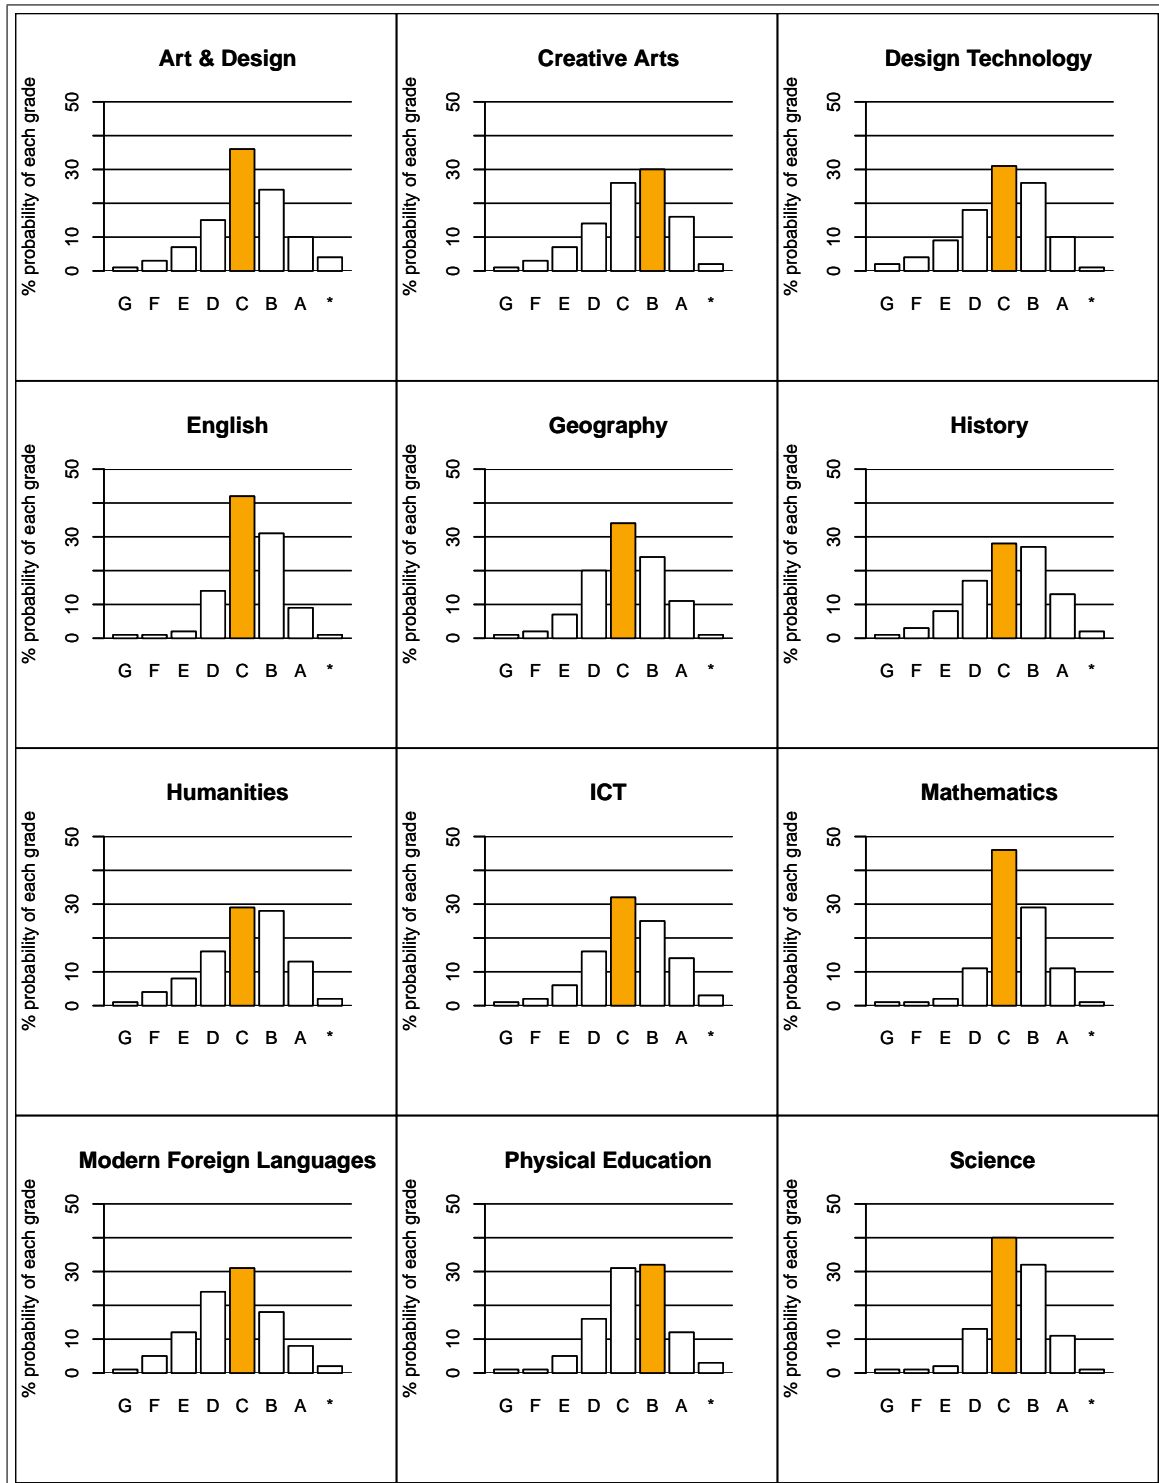 Art & Design
% probability of each grade
0 10 30 50
G F E D C B A *
Creative Arts
% probability of each grade
0 10 30 50
G F E D C B A *
Design Technology
% probability of each grade
0 10 30 50
G F E D C B A *
English
% probability of each grade
0 10 30 50
G F E D C B A *
Geography
% probability of each grade
0 10 30 50
G F E D C B A *
History
% probability of each grade
0 10 30 50
G F E D C B A *
Humanities
% probability of each grade
0 10 30 50
G F E D C B A *
ICT
% probability of each grade
0 10 30 50
G F E D C B A *
Mathematics
% probability of each grade
0 10 30 50
G F E D C B A *
Modern Foreign Languages
% probability of each grade
0 10 30 50
G F E D C B A *
Physical Education
% probability of each grade
0 10 30 50
G F E D C B A *
Science
% probability of each grade
0 10 30 50
G F E D C B A *